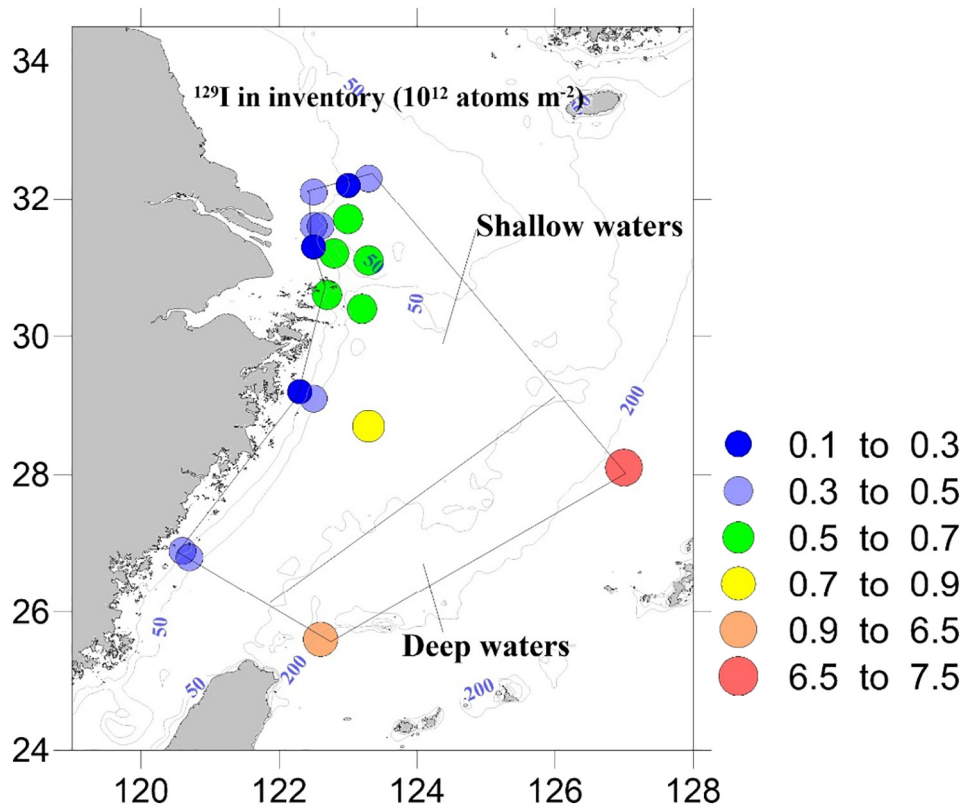 34
50
50
¹²⁹I in inventory (10¹² atoms m⁻²)
32
Shallow waters
50
50
30
200
28
0.1 to 0.3
0.3 to 0.5
0.5 to 0.7
0.7 to 0.9
0.9 to 6.5
6.5 to 7.5
26
50
Deep waters
50
200
200
24
120 122 124 126 128